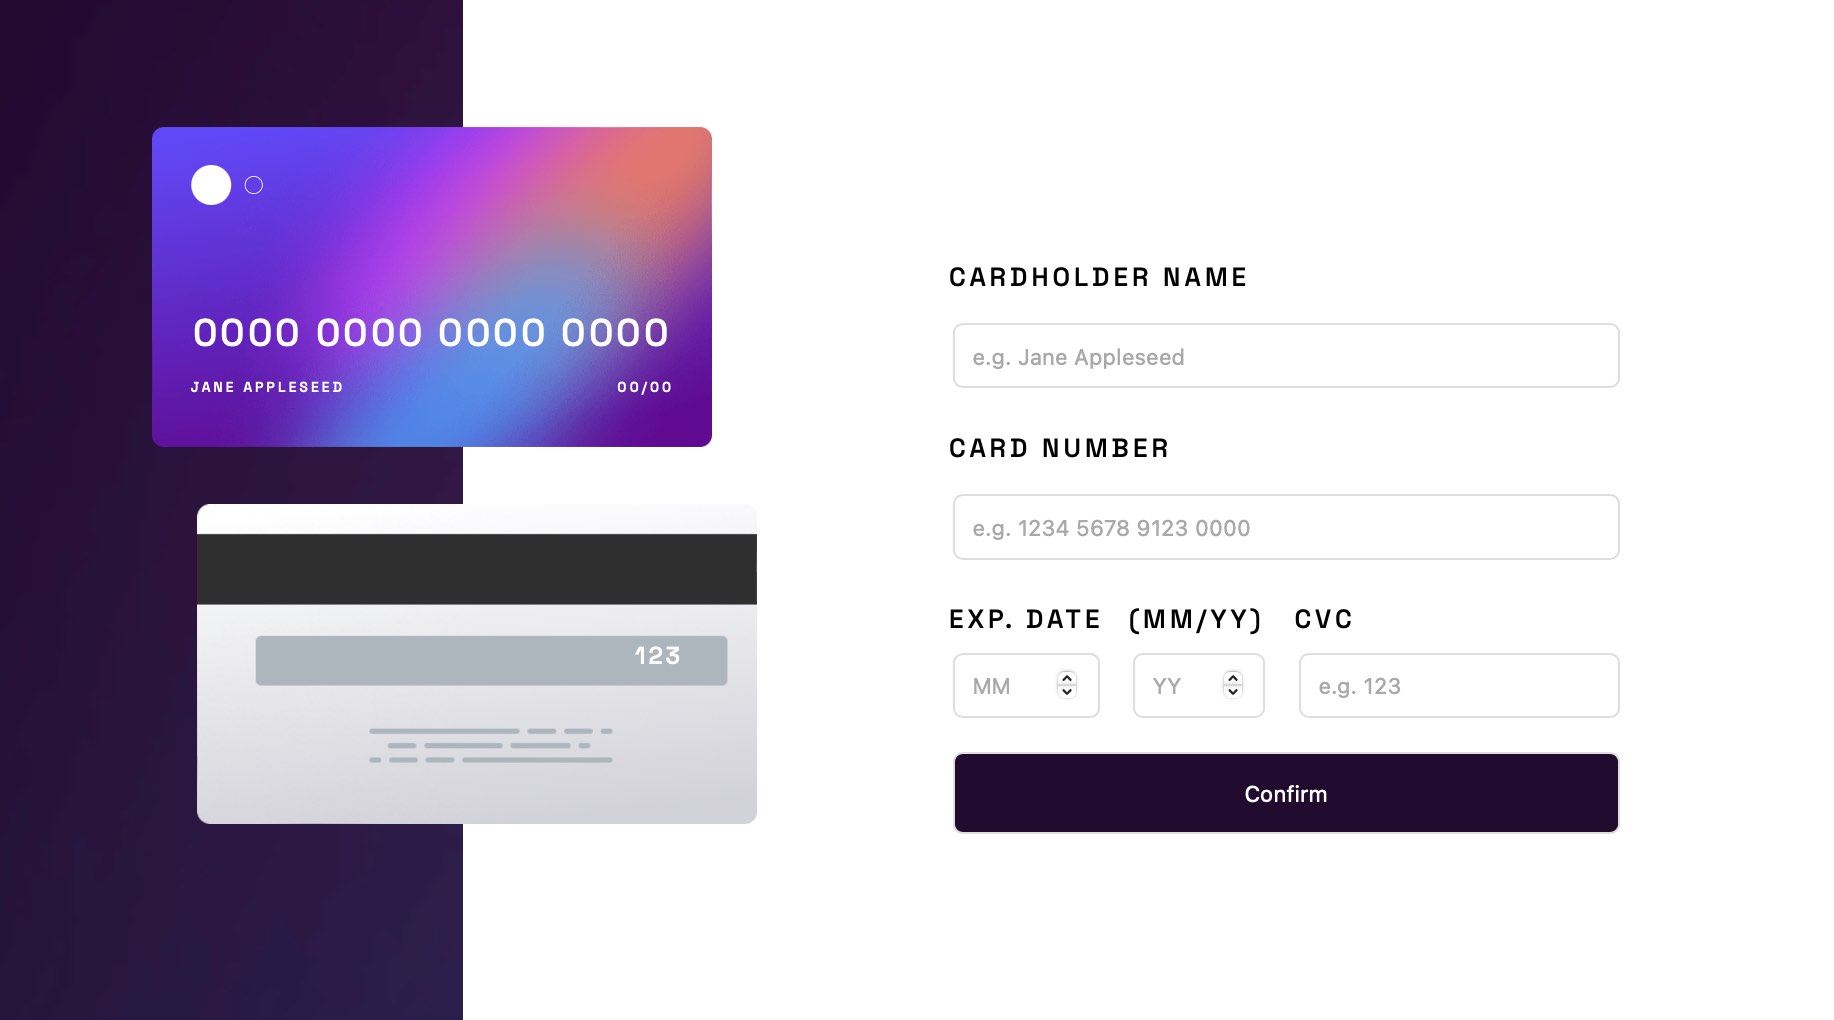 0000 0000 0000 0000
JANE APPLESEED 00/00
123
CARDHOLDER NAME
e.g. Jane Appleseed
CARD NUMBER
e.g. 1234 5678 9123 0000
EXP. DATE (MM/YY) CVC
MM YY e.g. 123
Confirm